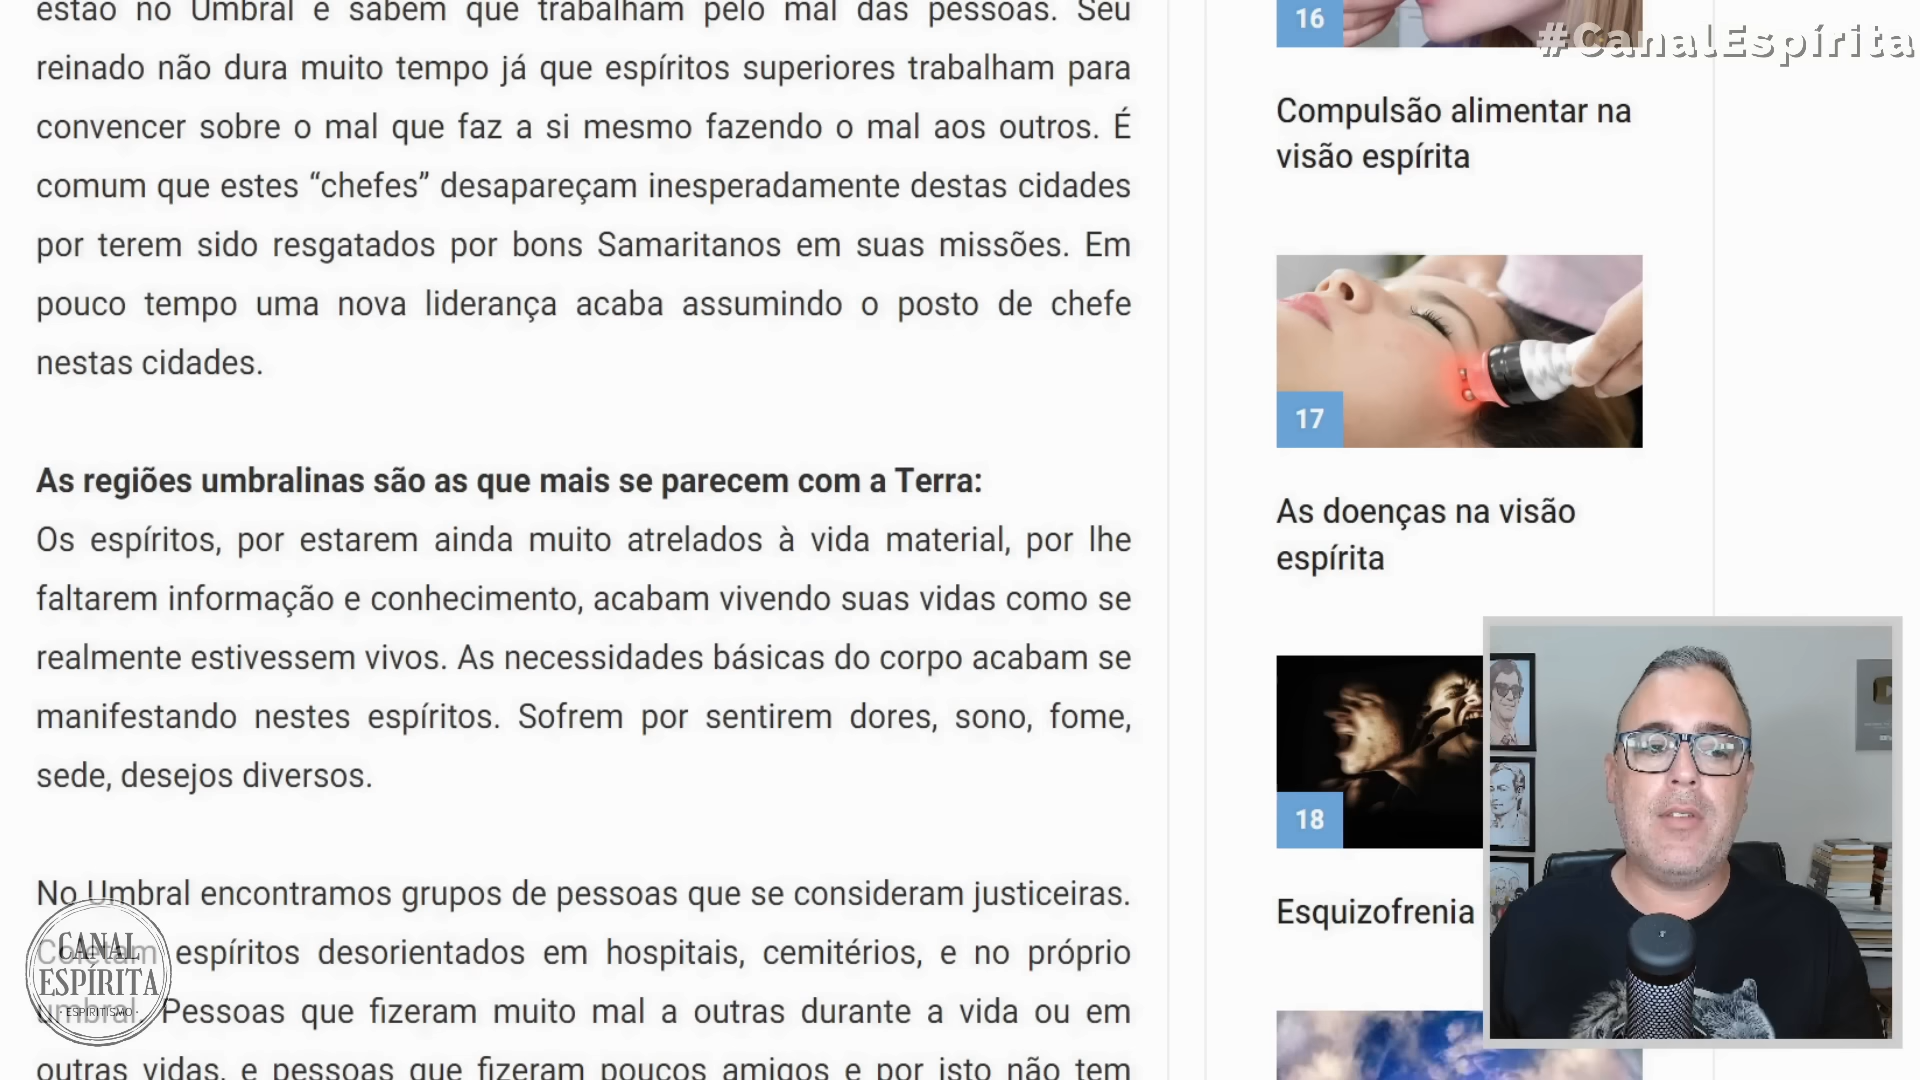 estão no Umbral e sabem que trabalham pelo mal das pessoas. Seu
reinado não dura muito tempo já que espíritos superiores trabalham para
convencer sobre o mal que faz a si mesmo fazendo o mal aos outros. É
comum que estes “chefes” desapareçam inesperadamente destas cidades
por terem sido resgatados por bons Samaritanos em suas missões. Em
pouco tempo uma nova liderança acaba assumindo o posto de chefe
nestas cidades.
As regiões umbralinas são as que mais se parecem com a Terra:
Os espíritos, por estarem ainda muito atrelados à vida material, por lhe
faltarem informação e conhecimento, acabam vivendo suas vidas como se
realmente estivessem vivos. As necessidades básicas do corpo acabam se
manifestando nestes espíritos. Sofrem por sentirem dores, sono, fome,
sede, desejos diversos.
No Umbral encontramos grupos de pessoas que se consideram justiceiras.
Coletam espíritos desorientados em hospitais, cemitérios, e no próprio
umbral. Pessoas que fizeram muito mal a outras durante a vida ou em
outras vidas, e pessoas que fizeram poucos amigos e por isto não tem
CANAL
ESPÍRITA
· ESPIRITISMO ·
#CanalEspírita
16
Compulsão alimentar na
visão espírita
17
As doenças na visão
espírita
18
Esquizofrenia